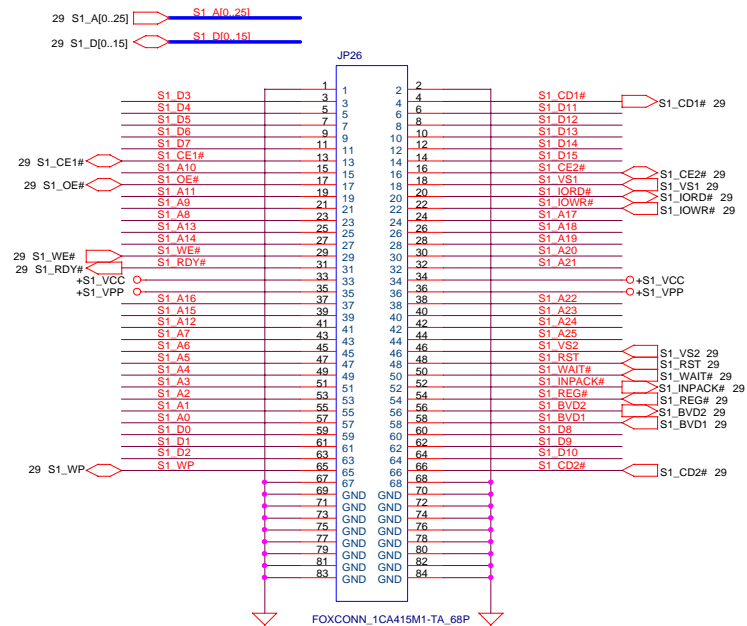 29 S1_A[0..25] S1_A[0..25]
29 S1_D[0..15] S1_D[0..15]
JP26
1 1 2 2
S1_D3 3 3 4 4 S1_CD1# S1_CD1# 29
S1_D4 5 5 6 6 S1_D11
S1_D5 7 7 8 8 S1_D12
S1_D6 9 9 10 10 S1_D13
S1_D7 11 11 12 12 S1_D14
29 S1_CE1# S1_CE1# 13 13 14 14 S1_D15
S1_A10 15 15 16 16 S1_CE2# S1_CE2# 29
29 S1_OE# S1_OE# 17 17 18 18 S1_VS1 S1_VS1 29
S1_A11 19 19 20 20 S1_IORD# S1_IORD# 29
S1_A9 21 21 22 22 S1_IOWR# S1_IOWR# 29
S1_A8 23 23 24 24 S1_A17
S1_A13 25 25 26 26 S1_A18
S1_A14 27 27 28 28 S1_A19
29 S1_WE# S1_WE# 29 29 30 30 S1_A20
29 S1_RDY# S1_RDY# 31 31 32 32 S1_A21
+S1_VCC 33 33 34 34 +S1_VCC
+S1_VPP 35 35 36 36 +S1_VPP
S1_A16 37 37 38 38 S1_A22
S1_A15 39 39 40 40 S1_A23
S1_A12 41 41 42 42 S1_A24
S1_A7 43 43 44 44 S1_A25
S1_A6 45 45 46 46 S1_VS2 S1_VS2 29
S1_A5 47 47 48 48 S1_RST S1_RST 29
S1_A4 49 49 50 50 S1_WAIT# S1_WAIT# 29
S1_A3 51 51 52 52 S1_INPACK# S1_INPACK# 29
S1_A2 53 53 54 54 S1_REG# S1_REG# 29
S1_A1 55 55 56 56 S1_BVD2 S1_BVD2 29
S1_A0 57 57 58 58 S1_BVD1 S1_BVD1 29
S1_D0 59 59 60 60 S1_D8
S1_D1 61 61 62 62 S1_D9
S1_D2 63 63 64 64 S1_D10
29 S1_WP S1_WP 65 65 66 66 S1_CD2# S1_CD2# 29
67 67 68 68
69 GND GND 70
71 GND GND 72
73 GND GND 74
75 GND GND 76
77 GND GND 78
79 GND GND 80
81 GND GND 82
83 GND GND 84
FOXCONN_1CA415M1-TA_68P